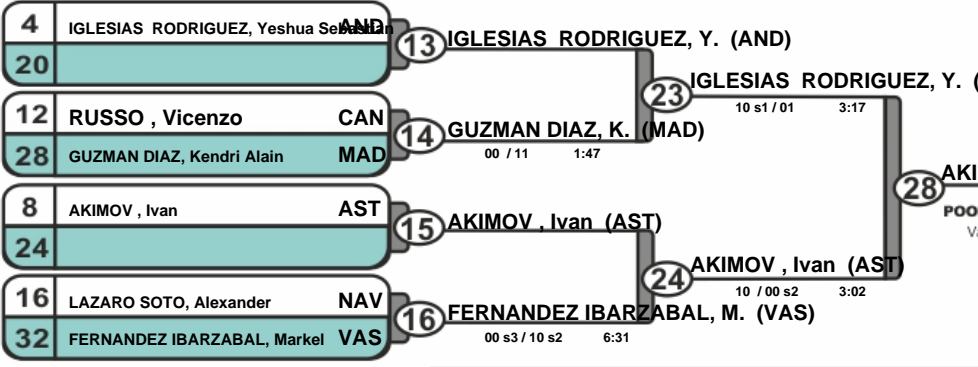 4 IGLESIAS RODRIGUEZ, Yeshua Sebastian AND
20
13 IGLESIAS RODRIGUEZ, Y. (AND)
12 RUSSO , Vicenzo CAN
28 GUZMAN DIAZ, Kendri Alain MAD
14 GUZMAN DIAZ, K. (MAD)
00 / 11 1:47
23 IGLESIAS RODRIGUEZ, Y. (
10 s1 / 01 3:17
8 AKIMOV , Ivan AST
24
15 AKIMOV , Ivan (AST)
16 LAZARO SOTO, Alexander NAV
32 FERNANDEZ IBARZABAL, Markel VAS
16 FERNANDEZ IBARZABAL, M. (VAS)
00 s3 / 10 s2 6:31
24 AKIMOV , Ivan (AST)
10 / 00 s2 3:02
28 AKI
POO
Va